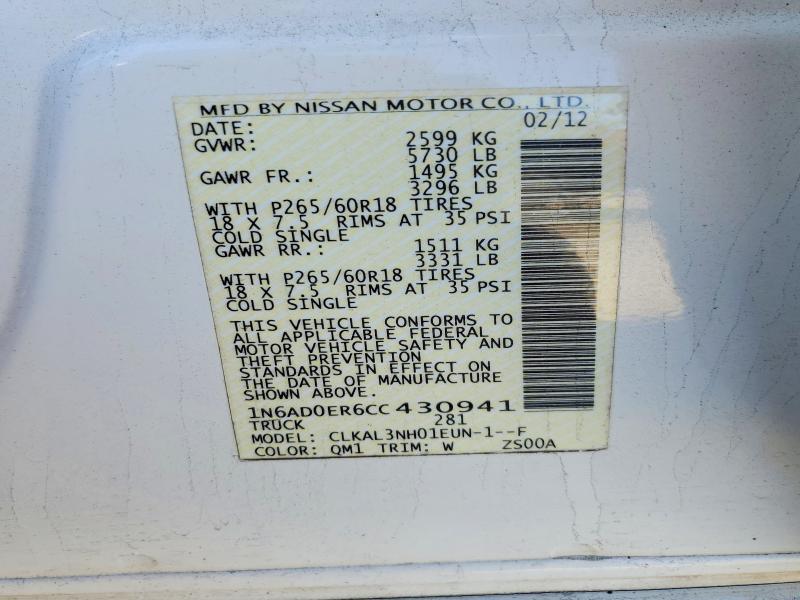 MFD BY NISSAN MOTOR CO., LTD.
DATE: 02/12
GVWR: 2599 KG
5730 LB
GAWR FR.: 1495 KG
3296 LB
WITH P265/60R18 TIRES
18 X 7.5 RIMS AT 35 PSI
COLD SINGLE
GAWR RR.: 1511 KG
3331 LB
WITH P265/60R18 TIRES
18 X 7.5 RIMS AT 35 PSI
COLD SINGLE
THIS VEHICLE CONFORMS TO
ALL APPLICABLE FEDERAL
MOTOR VEHICLE SAFETY AND
THEFT PREVENTION
STANDARDS IN EFFECT ON
THE DATE OF MANUFACTURE
SHOWN ABOVE.
1N6AD0ER6CC430941
TRUCK 281
MODEL: CLKAL3NH01EUN-1--F
COLOR: QM1 TRIM: W ZS00A